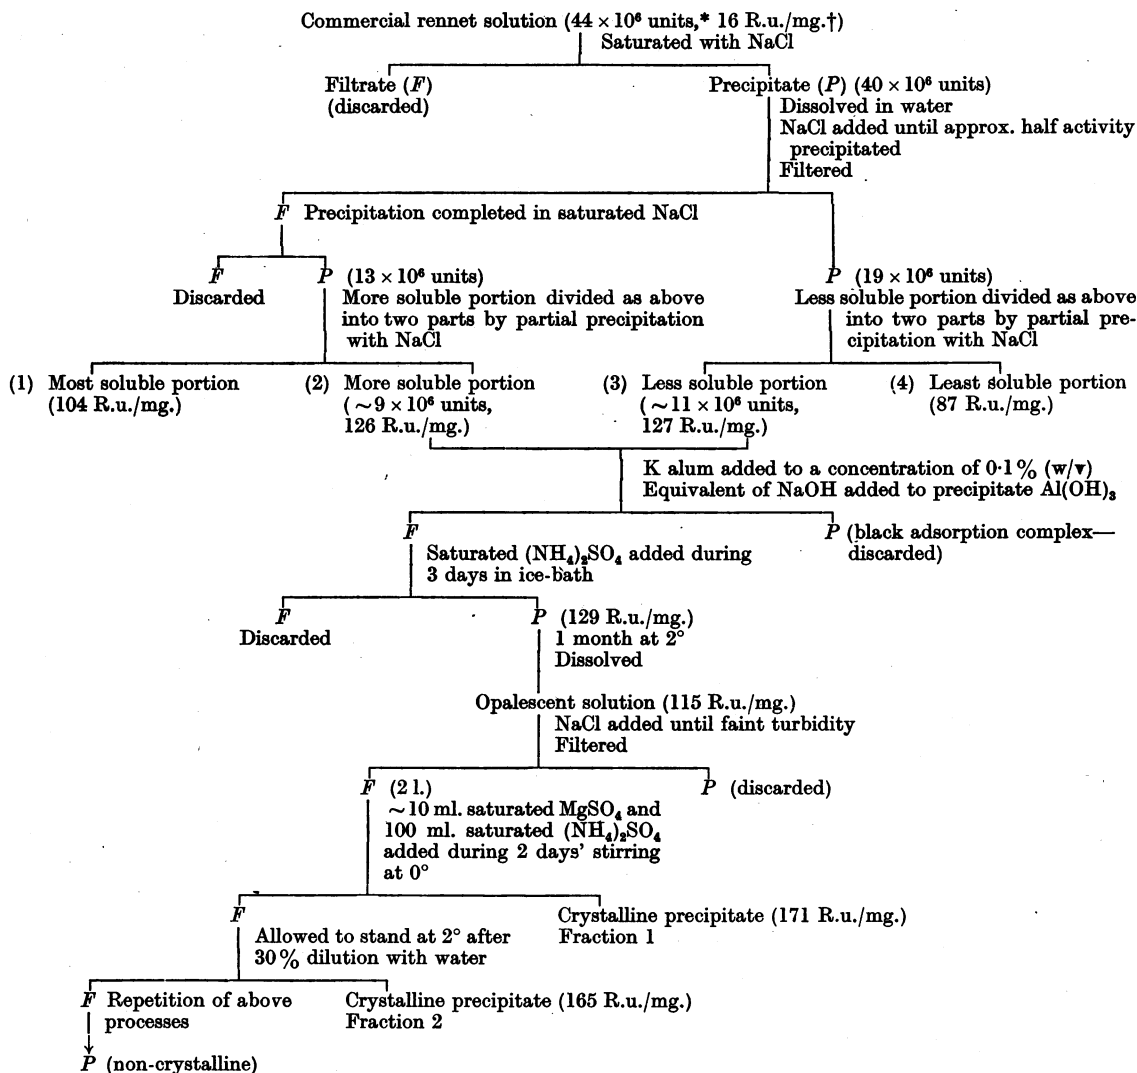 Commercial rennet solution (44 × 10⁶ units,* 16 R.u./mg.†)
Saturated with NaCl
Filtrate (F)
(discarded)
Precipitate (P) (40 × 10⁶ units)
Dissolved in water
NaCl added until approx. half activity
precipitated
Filtered
F Precipitation completed in saturated NaCl
F
Discarded
P (13 × 10⁶ units)
More soluble portion divided as above
into two parts by partial precipitation
with NaCl
P (19 × 10⁶ units)
Less soluble portion divided as above
into two parts by partial pre-
cipitation with NaCl
(1) Most soluble portion
(104 R.u./mg.)
(2) More soluble portion
(~9 × 10⁶ units,
126 R.u./mg.)
(3) Less soluble portion
(~11 × 10⁶ units,
127 R.u./mg.)
(4) Least soluble portion
(87 R.u./mg.)
K alum added to a concentration of 0·1% (w/v)
Equivalent of NaOH added to precipitate Al(OH)₃
F
Saturated (NH₄)₂SO₄ added during
3 days in ice-bath
P (black adsorption complex—
discarded)
F
Discarded
P (129 R.u./mg.)
1 month at 2°
Dissolved
Opalescent solution (115 R.u./mg.)
NaCl added until faint turbidity
Filtered
F (2 l.)
~10 ml. saturated MgSO₄ and
100 ml. saturated (NH₄)₂SO₄
added during 2 days' stirring
at 0°
P (discarded)
F
Allowed to stand at 2° after
30% dilution with water
Crystalline precipitate (171 R.u./mg.)
Fraction 1
F Repetition of above
processes
P (non-crystalline)
Crystalline precipitate (165 R.u./mg.)
Fraction 2